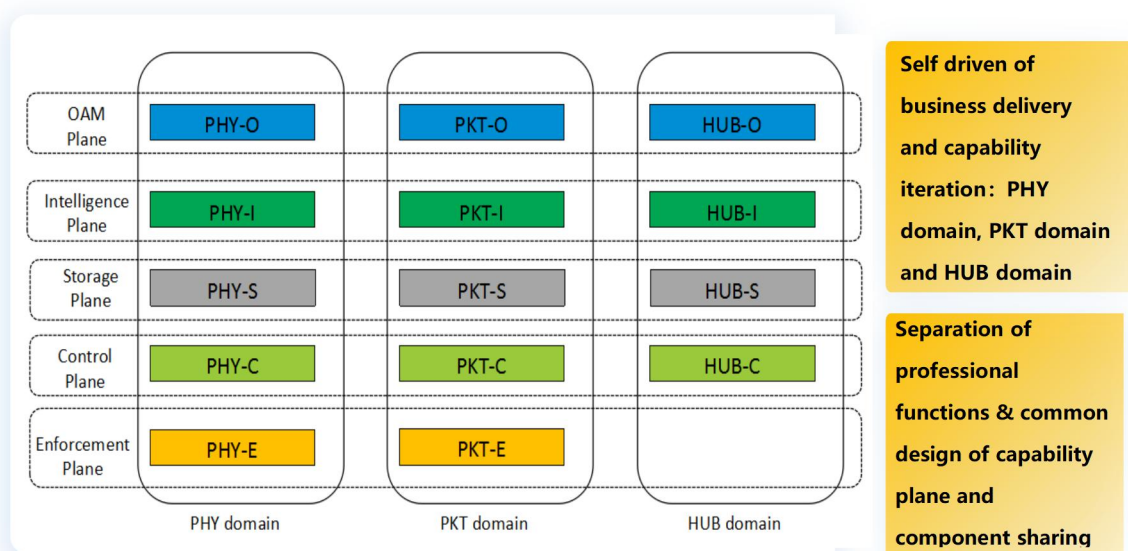 OAM
Plane
PHY-O
PKT-O
HUB-O
Intelligence
Plane
PHY-I
PKT-I
HUB-I
Storage
Plane
PHY-S
PKT-S
HUB-S
Control
Plane
PHY-C
PKT-C
HUB-C
Enforcement
Plane
PHY-E
PKT-E
PHY domain
PKT domain
HUB domain
Self driven of
business delivery
and capability
iteration：PHY
domain, PKT domain
and HUB domain
Separation of
professional
functions & common
design of capability
plane and
component sharing